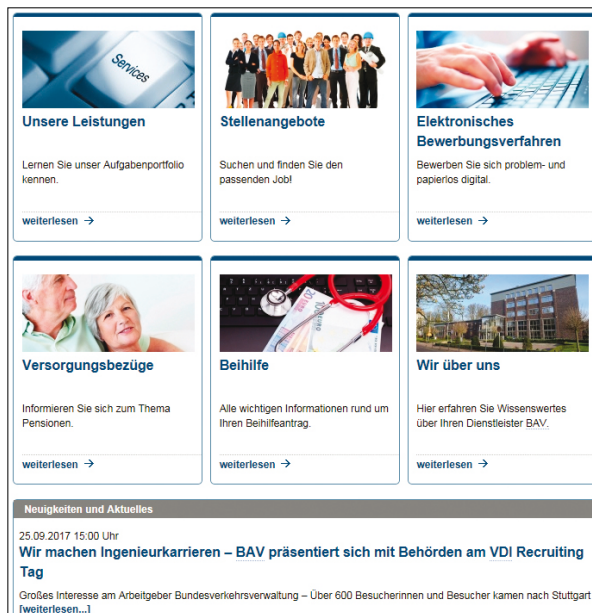 Services
Unsere Leistungen
Lernen Sie unser Aufgabenportfolio
kennen.
weiterlesen →
Stellenangebote
Suchen und finden Sie den
passenden Job!
weiterlesen →
Elektronisches
Bewerbungsverfahren
Bewerben Sie sich problem- und
papierlos digital.
weiterlesen →
Versorgungsbezüge
Informieren Sie sich zum Thema
Pensionen.
weiterlesen →
Beihilfe
Alle wichtigen Informationen rund um
Ihren Beihilfeantrag.
weiterlesen →
Wir über uns
Hier erfahren Sie Wissenswertes
über Ihren Dienstleister BAV.
weiterlesen →
Neuigkeiten und Aktuelles
25.09.2017 15:00 Uhr
Wir machen Ingenieurkarrieren – BAV präsentiert sich mit Behörden am VDI Recruiting
Tag
Großes Interesse am Arbeitgeber Bundesverkehrsverwaltung – Über 600 Besucherinnen und Besucher kamen nach Stuttgart
[weiterlesen...]